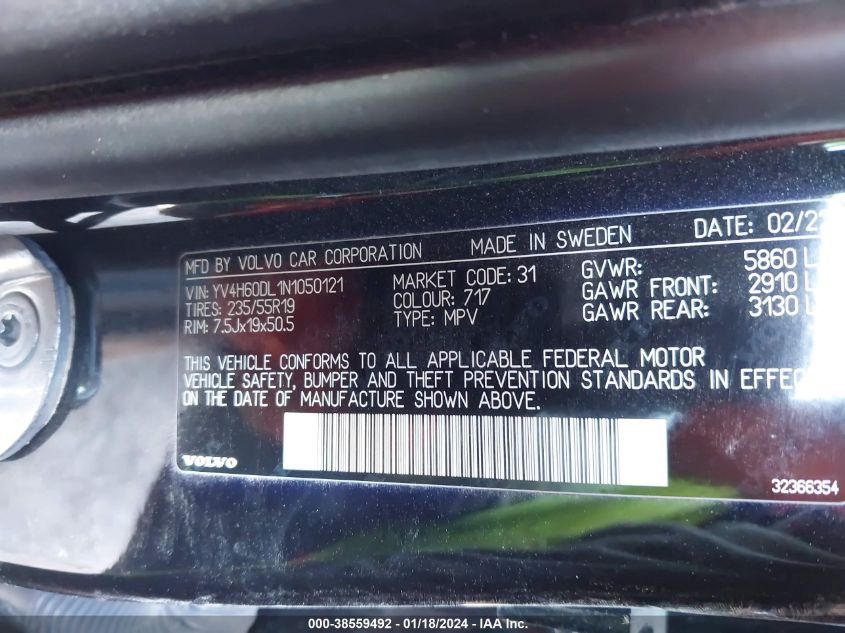 MFD BY VOLVO CAR CORPORATION MADE IN SWEDEN DATE: 02/2
VIN: YV4H60DL1N1050121 MARKET CODE: 31 GVWR: 5860 L
TIRES: 235/55R19 COLOUR: 717 GAWR FRONT: 2910 L
RIM: 7.5Jx19x50.5 TYPE: MPV GAWR REAR: 3130 L
THIS VEHICLE CONFORMS TO ALL APPLICABLE FEDERAL MOTOR
VEHICLE SAFETY, BUMPER AND THEFT PREVENTION STANDARDS IN EFFEC
ON THE DATE OF MANUFACTURE SHOWN ABOVE.
VOLVO
32366354
000-38559492 - 01/18/2024 - IAA Inc.